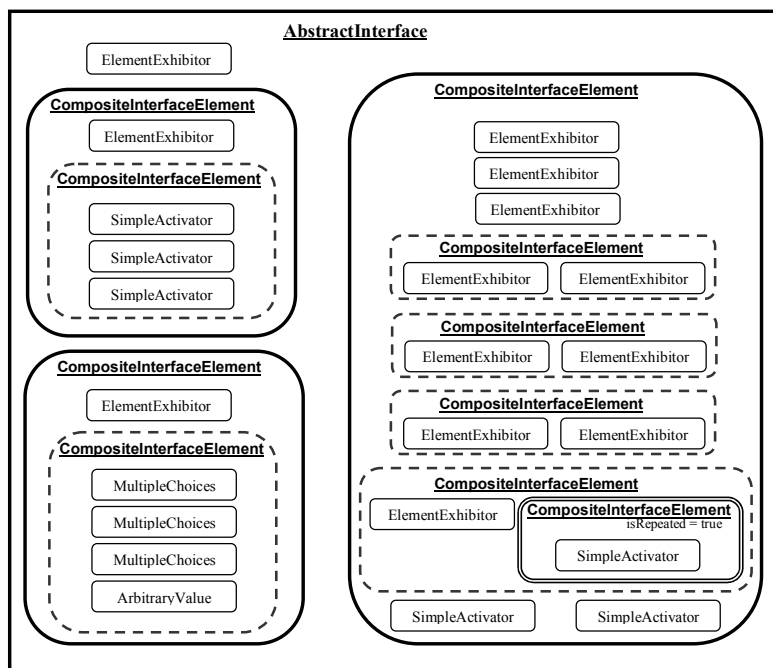 AbstractInterface
ElementExhibitor
CompositeInterfaceElement
ElementExhibitor
CompositeInterfaceElement
SimpleActivator
SimpleActivator
SimpleActivator
CompositeInterfaceElement
ElementExhibitor
CompositeInterfaceElement
MultipleChoices
MultipleChoices
MultipleChoices
ArbitraryValue
CompositeInterfaceElement
ElementExhibitor
ElementExhibitor
ElementExhibitor
CompositeInterfaceElement
ElementExhibitor ElementExhibitor
CompositeInterfaceElement
ElementExhibitor ElementExhibitor
CompositeInterfaceElement
ElementExhibitor ElementExhibitor
CompositeInterfaceElement
ElementExhibitor
CompositeInterfaceElement
isRepeated = true
SimpleActivator
SimpleActivator SimpleActivator